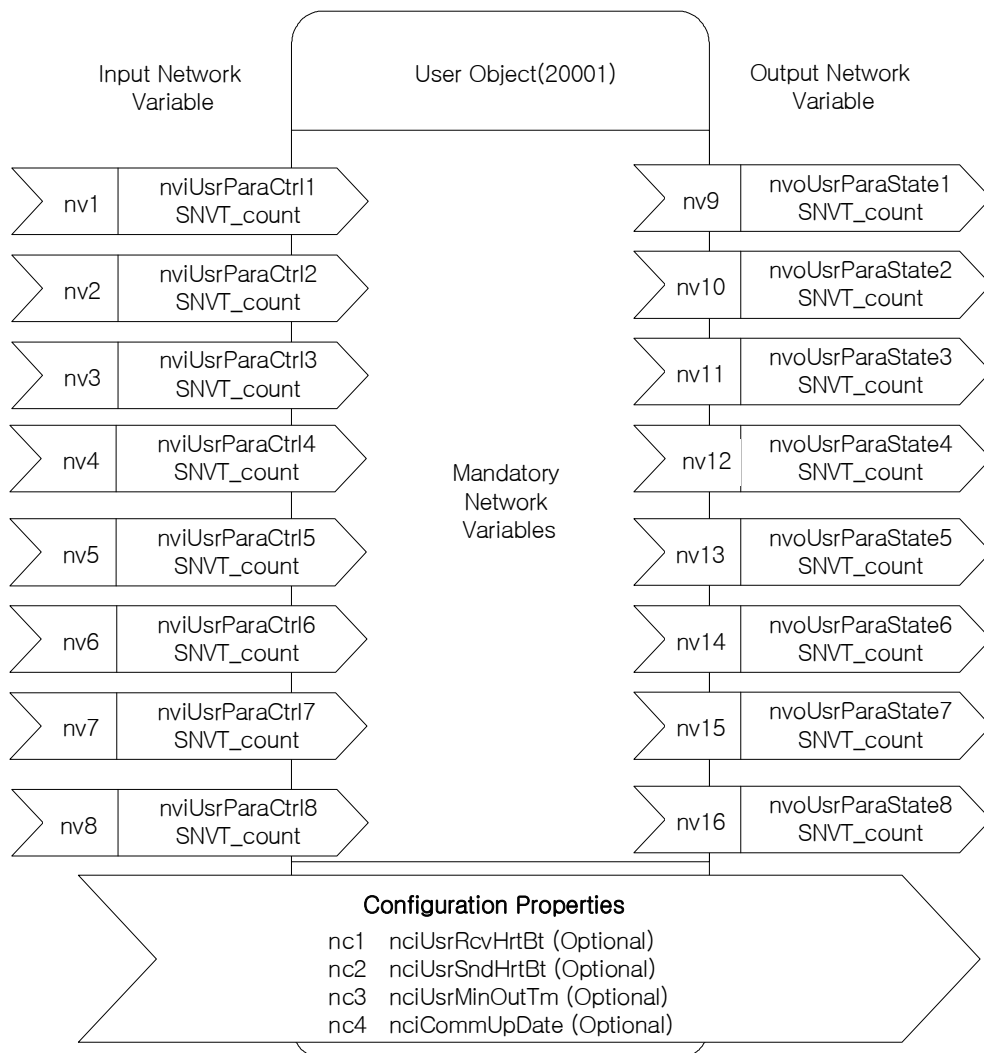 Input Network
Variable
User Object(20001)
Output Network
Variable
nv1
nviUsrParaCtrl1
SNVT_count
nv2
nviUsrParaCtrl2
SNVT_count
nv3
nviUsrParaCtrl3
SNVT_count
nv4
nviUsrParaCtrl4
SNVT_count
nv5
nviUsrParaCtrl5
SNVT_count
nv6
nviUsrParaCtrl6
SNVT_count
nv7
nviUsrParaCtrl7
SNVT_count
nv8
nviUsrParaCtrl8
SNVT_count
Mandatory
Network
Variables
nv9
nvoUsrParaState1
SNVT_count
nv10
nvoUsrParaState2
SNVT_count
nv11
nvoUsrParaState3
SNVT_count
nv12
nvoUsrParaState4
SNVT_count
nv13
nvoUsrParaState5
SNVT_count
nv14
nvoUsrParaState6
SNVT_count
nv15
nvoUsrParaState7
SNVT_count
nv16
nvoUsrParaState8
SNVT_count
Configuration Properties
nc1 nciUsrRcvHrtBt (Optional)
nc2 nciUsrSndHrtBt (Optional)
nc3 nciUsrMinOutTm (Optional)
nc4 nciCommUpDate (Optional)